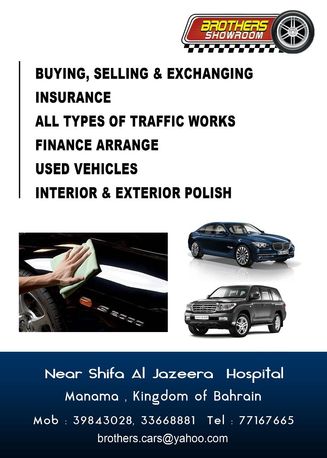 BROTHERS
SHOWROOM
BUYING, SELLING & EXCHANGING
INSURANCE
ALL TYPES OF TRAFFIC WORKS
FINANCE ARRANGE
USED VEHICLES
INTERIOR & EXTERIOR POLISH
Near Shifa Al Jazeera Hospital
Manama , Kingdom of Bahrain
Mob : 39843028, 33668881 Tel : 77167665
brothers.cars@yahoo.com